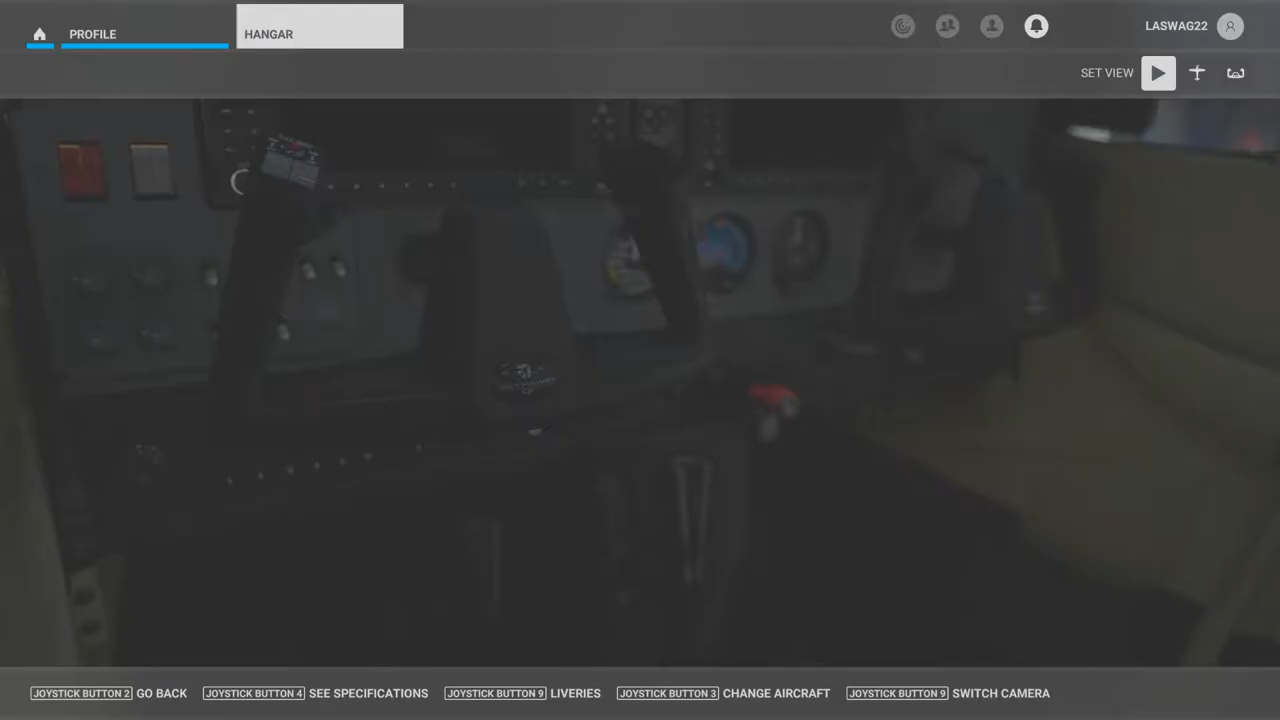 PROFILE
HANGAR
LASWAG22
SET VIEW
JOYSTICK BUTTON 2 GO BACK
JOYSTICK BUTTON 4 SEE SPECIFICATIONS
JOYSTICK BUTTON 9 LIVERIES
JOYSTICK BUTTON 3 CHANGE AIRCRAFT
JOYSTICK BUTTON 9 SWITCH CAMERA